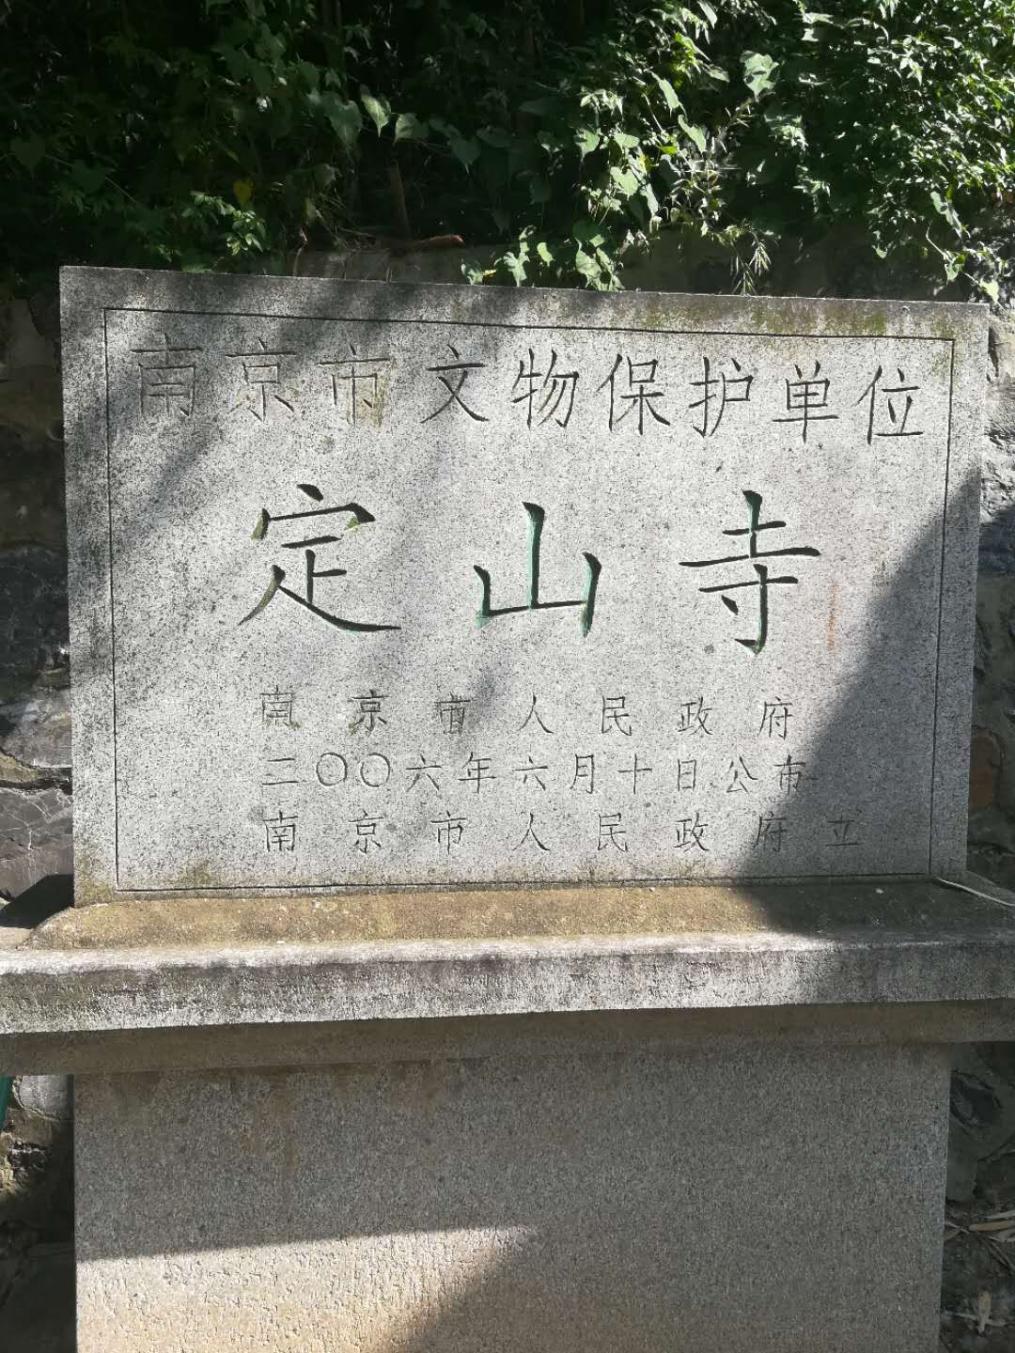 南京市文物保护单位
定山寺
南京市人民政府
二〇〇六年六月十日公布
南京市人民政府立